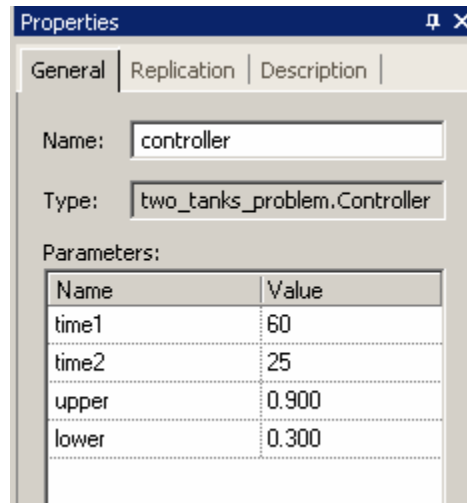 Properties
General Replication Description
Name: controller
Type: two_tanks_problem.Controller
Parameters:
Name Value
time1 60
time2 25
upper 0.900
lower 0.300